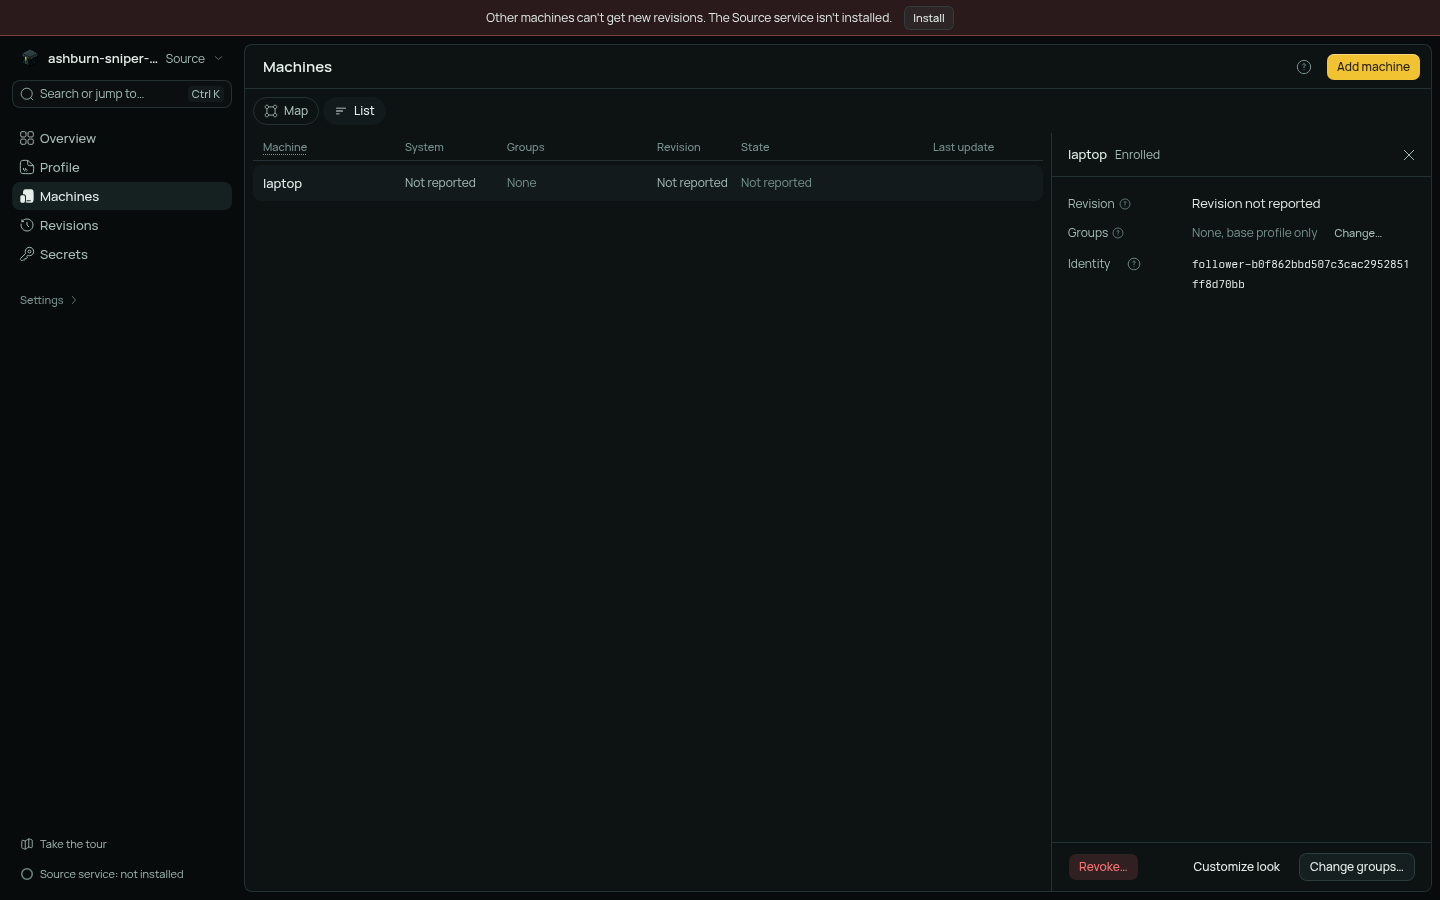 Other machines can't get new revisions. The Source service isn't installed.
Install
ashburn-sniper-…
Source
Search or jump to…
Ctrl K
Overview
Profile
Machines
Revisions
Secrets
Settings
Take the tour
Source service: not installed
Machines
Add machine
Map
List
Machine
System
Groups
Revision
State
Last update
laptop
Not reported
None
Not reported
Not reported
laptop
Enrolled
Revision
Revision not reported
Groups
None, base profile only
Change…
Identity
follower-b0f862bbd507c3cac2952851
ff8d70bb
Revoke…
Customize look
Change groups…